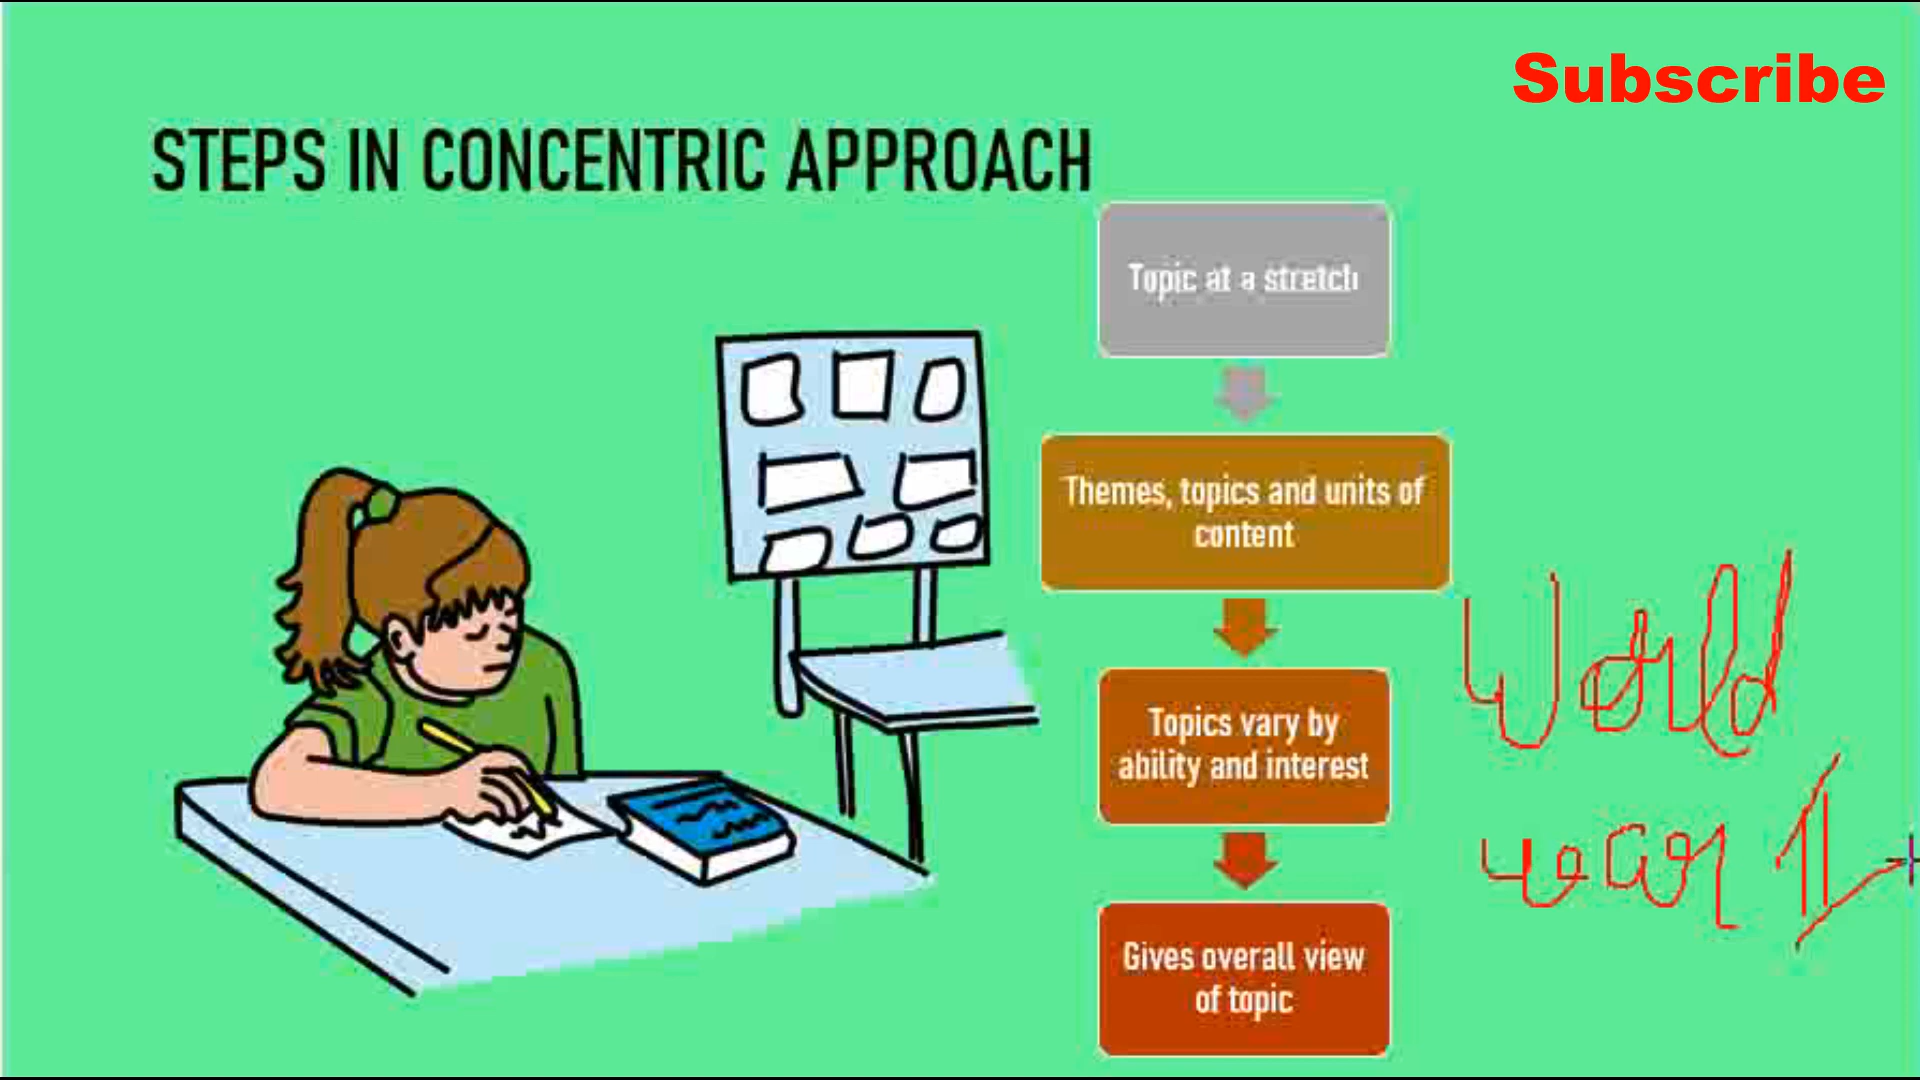 Subscribe
STEPS IN CONCENTRIC APPROACH
Topic at a stretch
Themes, topics and units of
content
Topics vary by
ability and interest
Gives overall view
of topic
World
war II